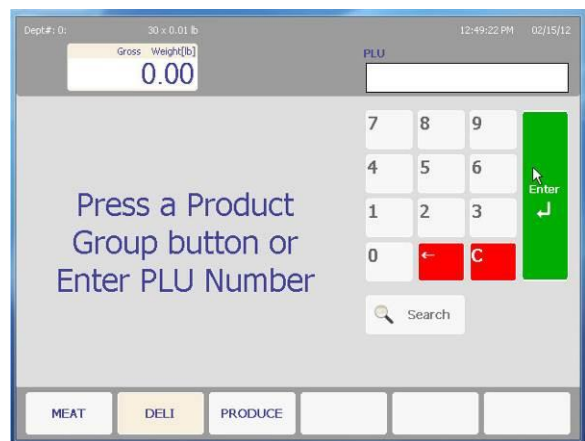 Dept#: 0: 30 x 0.01 lb 12:49:22 PM 02/15/12
Gross Weight[lb]
0.00
PLU
7 8 9
4 5 6
Enter
1 2 3 ↵
0 ← C
Search
Press a Product
Group button or
Enter PLU Number
MEAT DELI PRODUCE